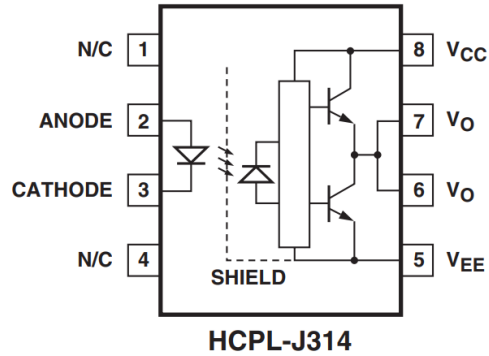 N/C 1 8 VCC
ANODE 2 7 VO
CATHODE 3 6 VO
N/C 4 5 VEE
SHIELD
HCPL-J314